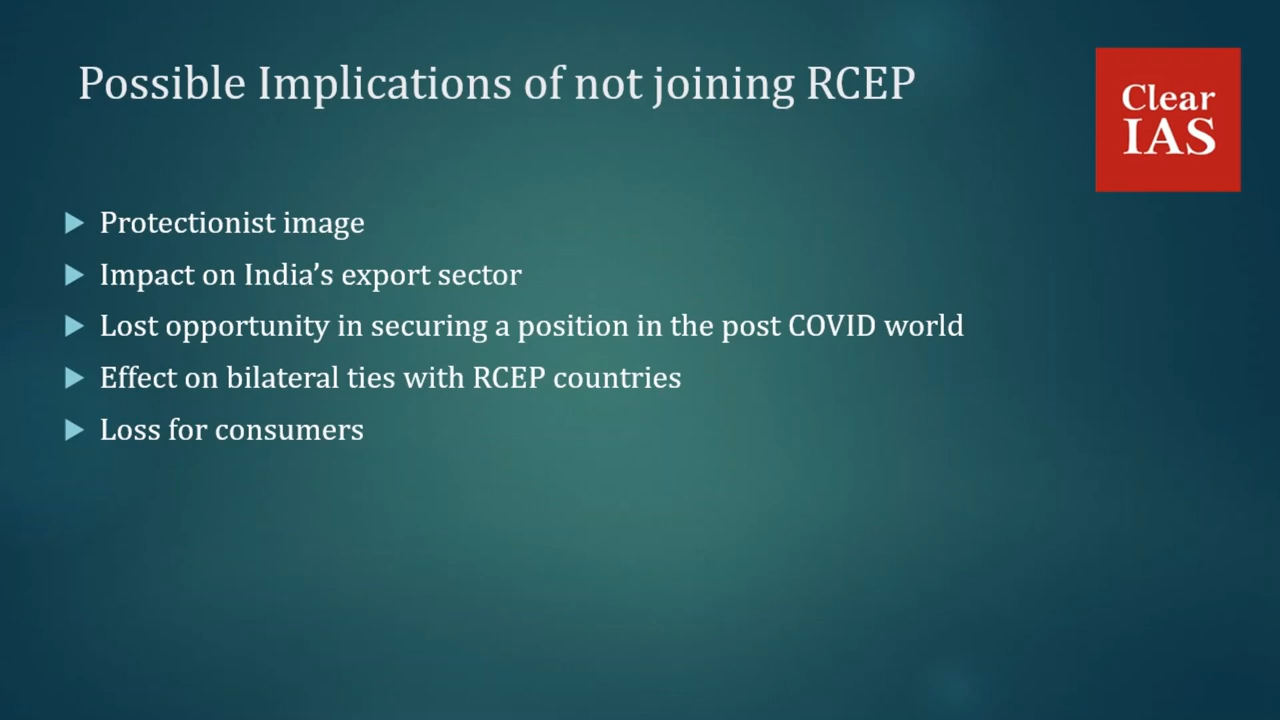 Possible Implications of not joining RCEP
Clear
IAS
Protectionist image
Impact on India’s export sector
Lost opportunity in securing a position in the post COVID world
Effect on bilateral ties with RCEP countries
Loss for consumers